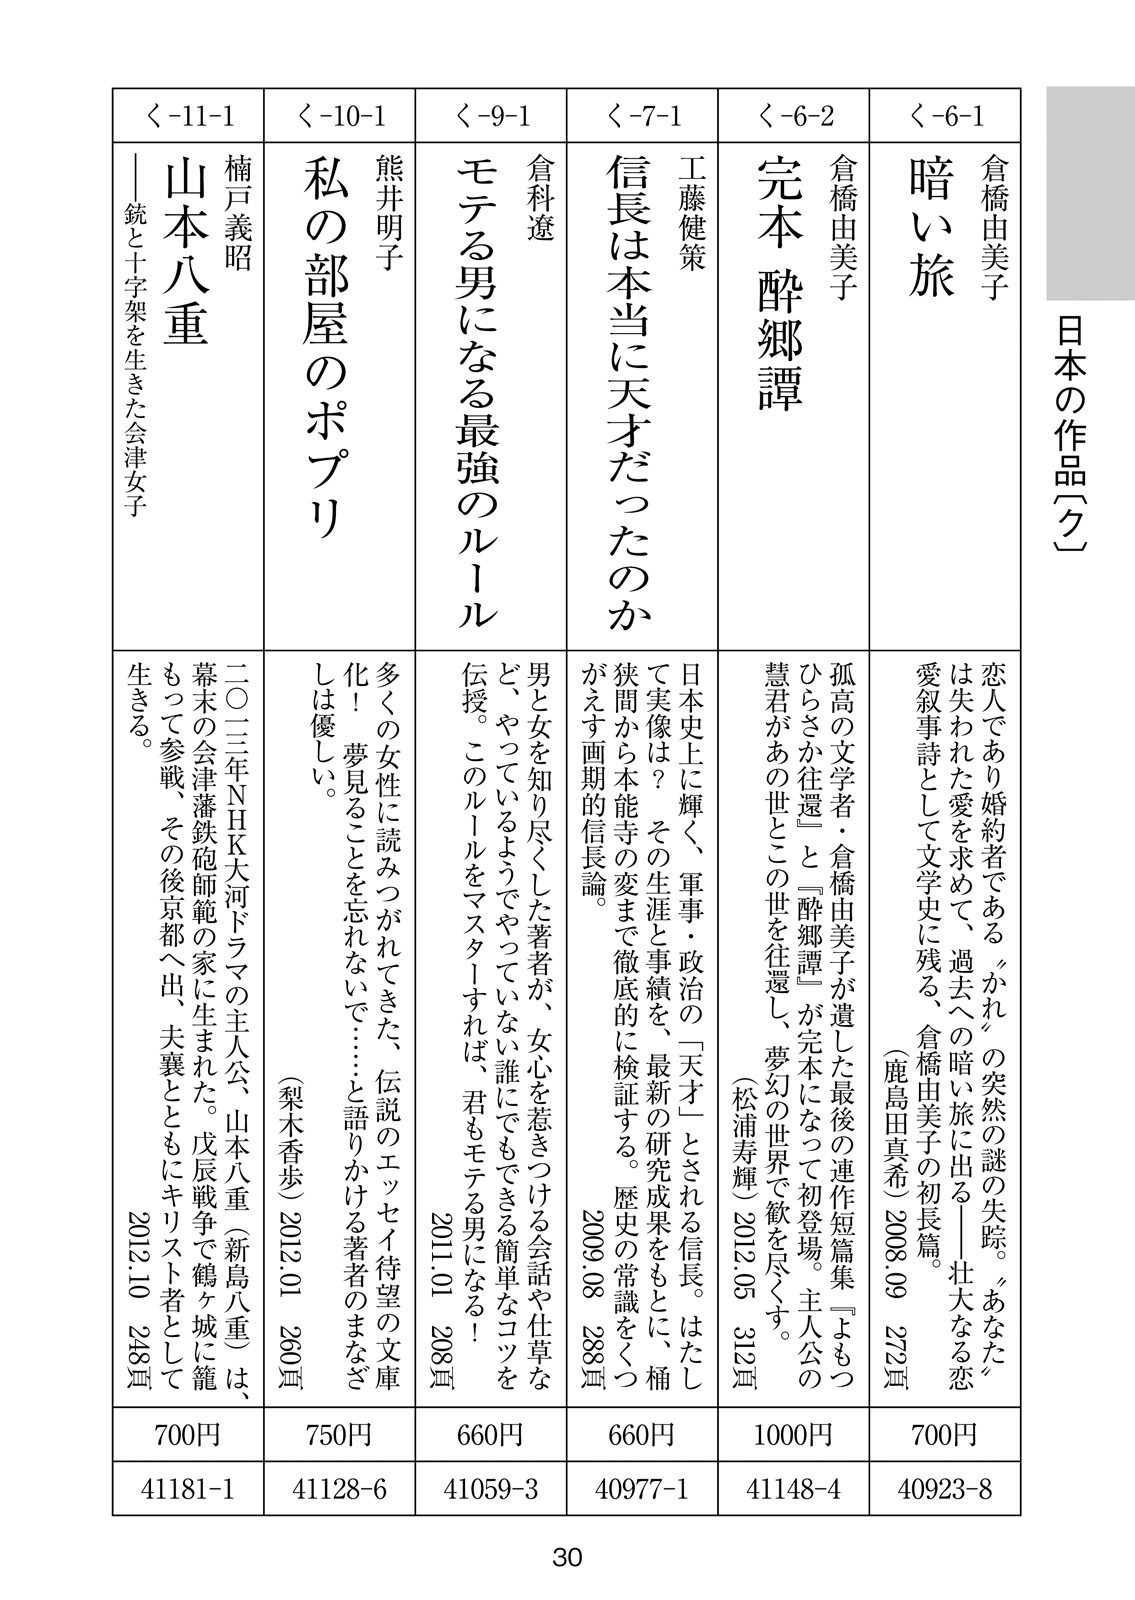 日本の作品〔ク〕
く-6-1
倉橋由美子
暗い旅
恋人であり婚約者である〝かれ〟の突然の謎の失踪。〝あなた〟
は失われた愛を求めて、過去への暗い旅に出る――壮大なる恋
愛叙事詩として文学史に残る、倉橋由美子の初長篇。
（鹿島田真希）2008.09 272頁
700円
40923-8
く-6-2
倉橋由美子
完本 酔郷譚
孤高の文学者・倉橋由美子が遺した最後の連作短篇集『よもつ
ひらさか往還』と『酔郷譚』が完本になって初登場。主人公の
慧君があの世とこの世を往還し、夢幻の世界で歓を尽くす。
（松浦寿輝）2012.05 312頁
1000円
41148-4
く-7-1
工藤健策
信長は本当に天才だったのか
日本史上に輝く、軍事・政治の「天才」とされる信長。はたし
て実像は？　その生涯と事績を、最新の研究成果をもとに、桶
狭間から本能寺の変まで徹底的に検証する。歴史の常識をくつ
がえす画期的信長論。
2009.08 288頁
660円
40977-1
く-9-1
倉科遼
モテる男になる最強のルール
男と女を知り尽くした著者が、女心を惹きつける会話や仕草な
ど、やっているようでやっていない誰にでもできる簡単なコツを
伝授。このルールをマスターすれば、君もモテる男になる！
2011.01 208頁
660円
41059-3
く-10-1
熊井明子
私の部屋のポプリ
多くの女性に読みつがれてきた、伝説のエッセイ待望の文庫
化！　夢見ることを忘れないで……と語りかける著者のまなざ
しは優しい。
（梨木香歩）2012.01 260頁
750円
41128-6
く-11-1
楠戸義昭
山本八重
――銃と十字架を生きた会津女子
二〇一三年NHK大河ドラマの主人公、山本八重（新島八重）は、
幕末の会津藩鉄砲師範の家に生まれた。戊辰戦争で鶴ヶ城に籠
もって参戦、その後京都へ出、夫襄とともにキリスト者として
生きる。
2012.10 248頁
700円
41181-1
30